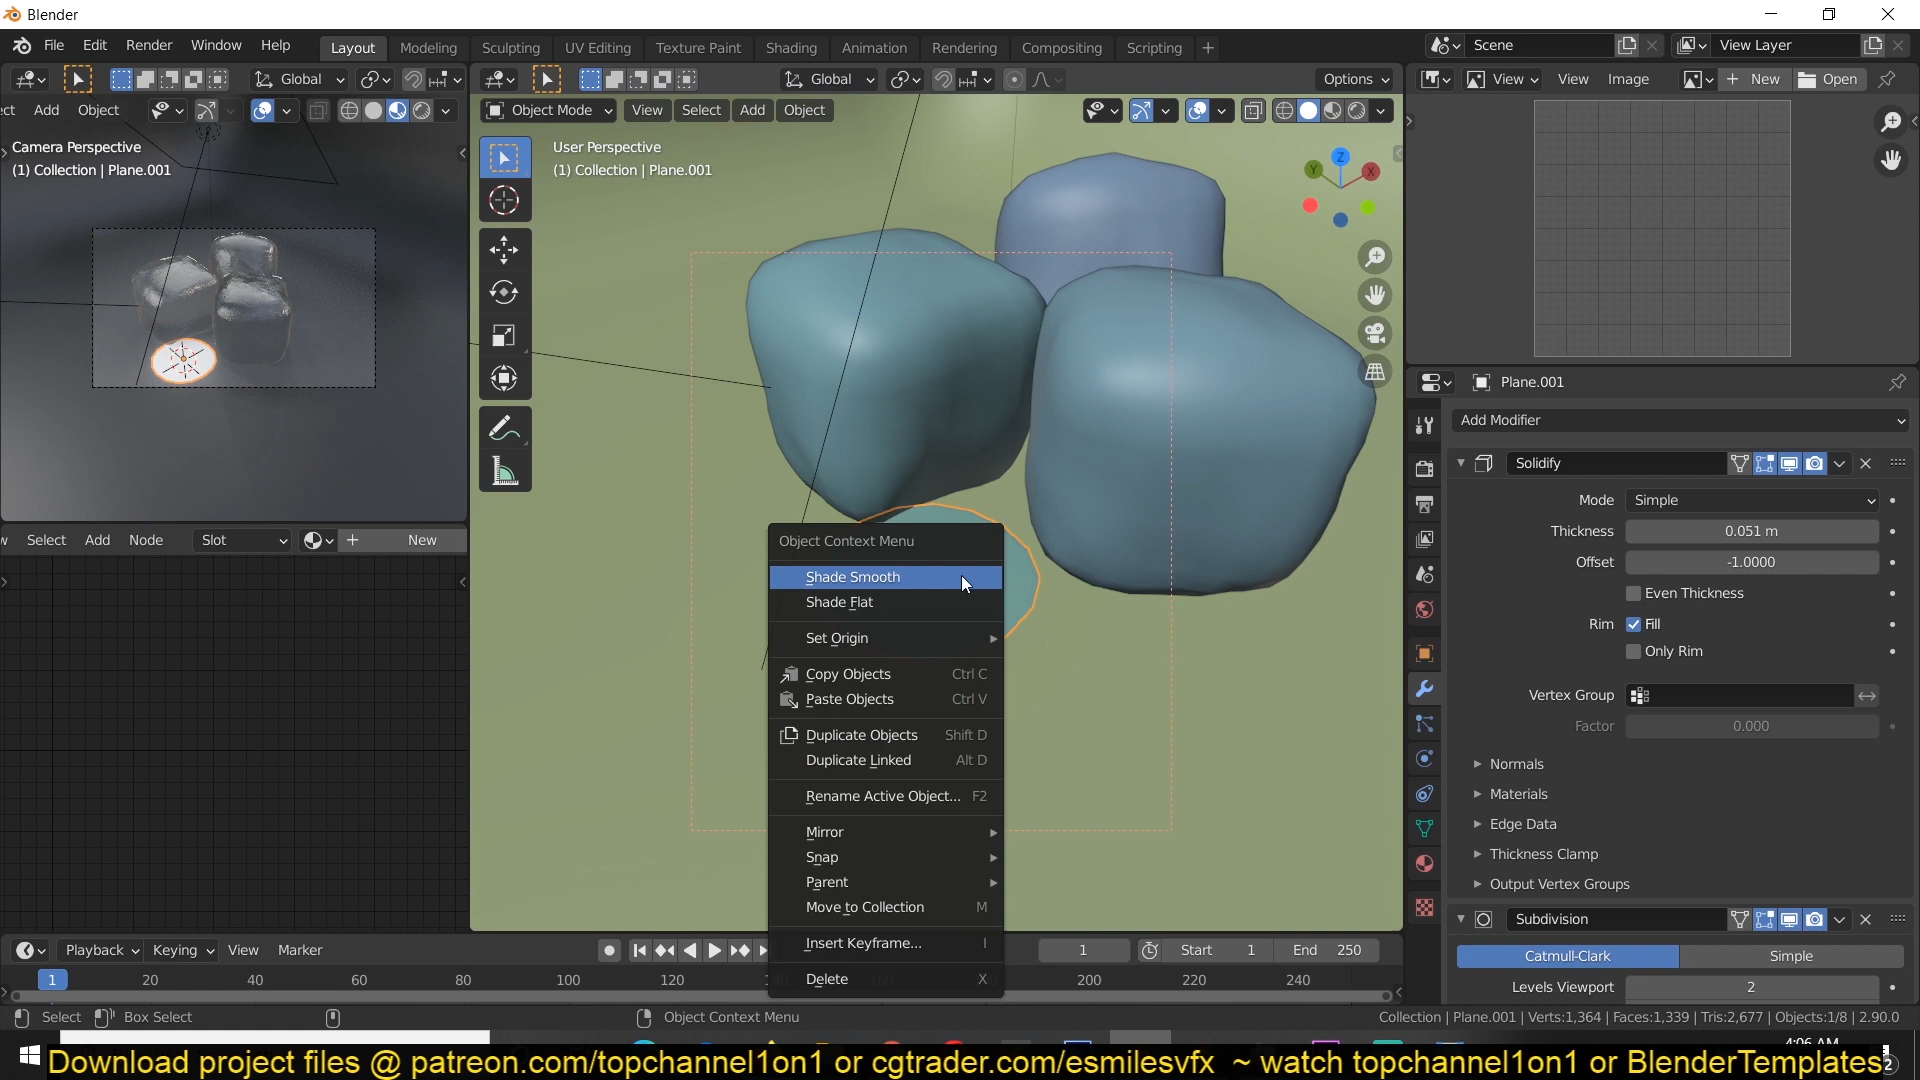 Blender
File Edit Render Window Help Layout Modeling Sculpting UV Editing Texture Paint Shading Animation Rendering Compositing Scripting + Scene View Layer
Global Global Options View View Image New Open
ct Add Object Object Mode View Select Add Object
Camera Perspective
(1) Collection | Plane.001
User Perspective
(1) Collection | Plane.001
Z
Y
X
Plane.001
Add Modifier
Solidify
Mode Simple
Thickness 0.051 m
Offset -1.0000
Even Thickness
Rim Fill
Only Rim
Vertex Group
Factor 0.000
Normals
Materials
Edge Data
Thickness Clamp
Output Vertex Groups
Subdivision
Catmull-Clark Simple
Levels Viewport 2
w Select Add Node Slot New
Object Context Menu
Shade Smooth
Shade Flat
Set Origin
Copy Objects Ctrl C
Paste Objects Ctrl V
Duplicate Objects Shift D
Duplicate Linked Alt D
Rename Active Object... F2
Mirror
Snap
Parent
Move to Collection M
Insert Keyframe... I
Delete X
Playback Keying View Marker 1 Start 1 End 250
1 20 40 60 80 100 120 160 200 220 240
Select Box Select Object Context Menu Collection | Plane.001 | Verts:1,364 | Faces:1,339 | Tris:2,677 | Objects:1/8 | 2.90.0
4:06 AM
2
Download project files @ patreon.com/topchannel1on1 or cgtrader.com/esmilesvfx ~ watch topchannel1on1 or BlenderTemplates